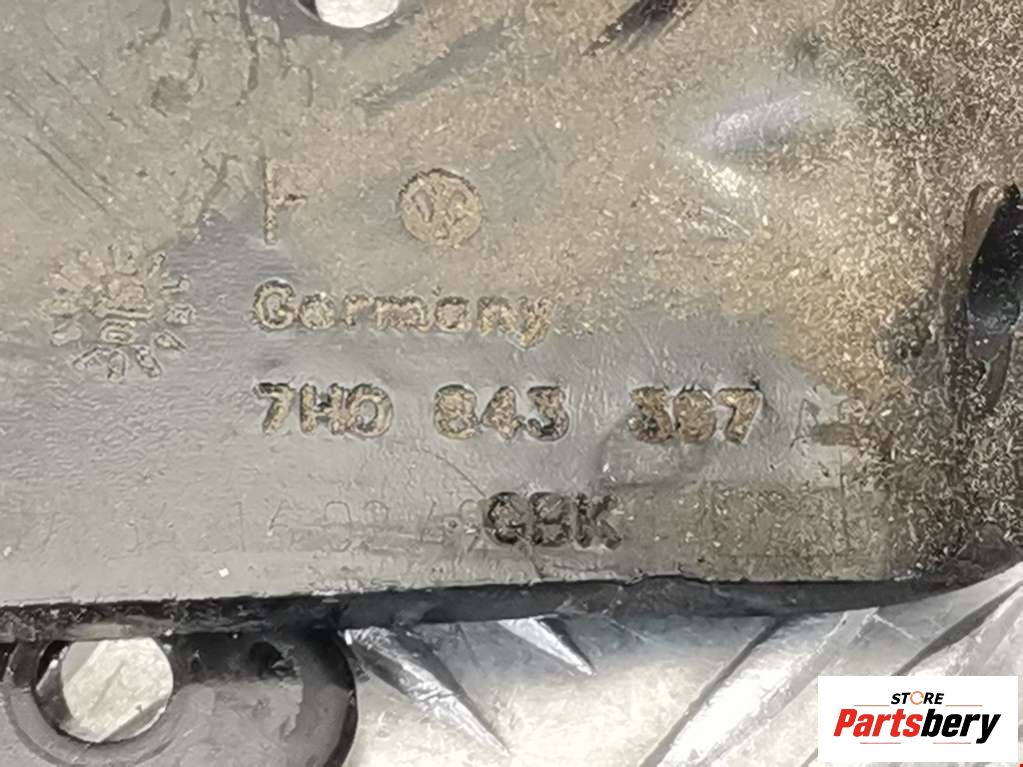 F
Germany
7H0 843 397
GBK
STORE
Partsbery